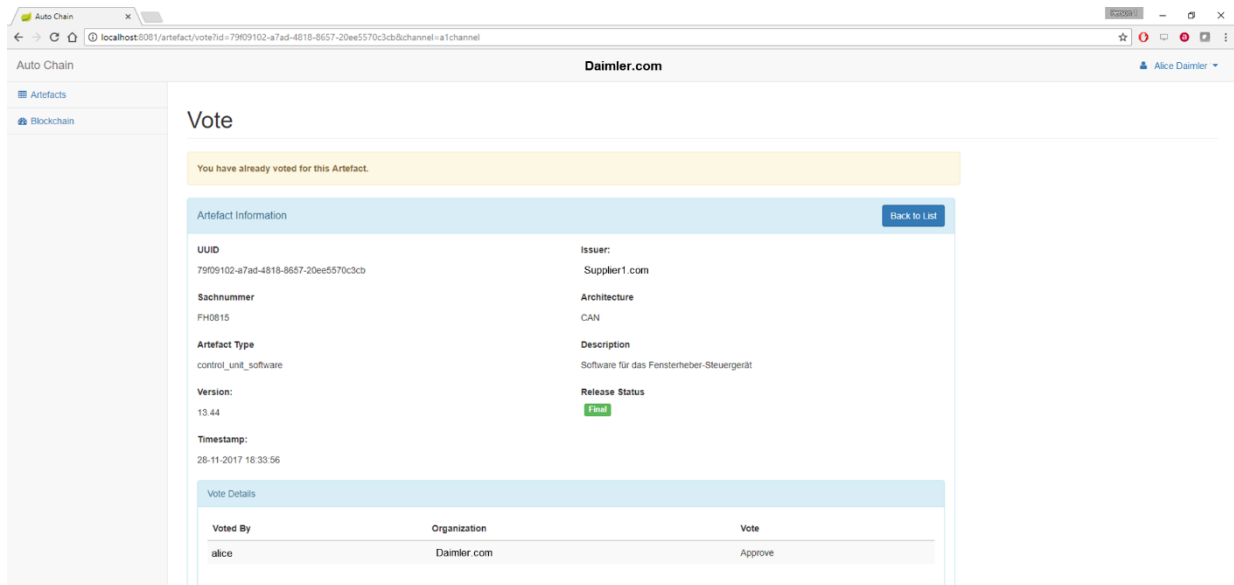 Auto Chain
localhost:8081/artefact/vote?id=79f09102-a7ad-4818-8657-20ee5570c3cb&channel=a1channel
Auto Chain
Daimler.com
Alice Daimler
Artefacts
Blockchain
Vote
You have already voted for this Artefact.
Artefact Information
Back to List
UUID
Issuer:
79f09102-a7ad-4818-8657-20ee5570c3cb
Supplier1.com
Sachnummer
Architecture
FH0815
CAN
Artefact Type
Description
control_unit_software
Software für das Fensterheber-Steuergerät
Version:
Release Status
13.44
Final
Timestamp:
28-11-2017 18:33:56
Vote Details
Voted By Organization Vote
alice Daimler.com Approve